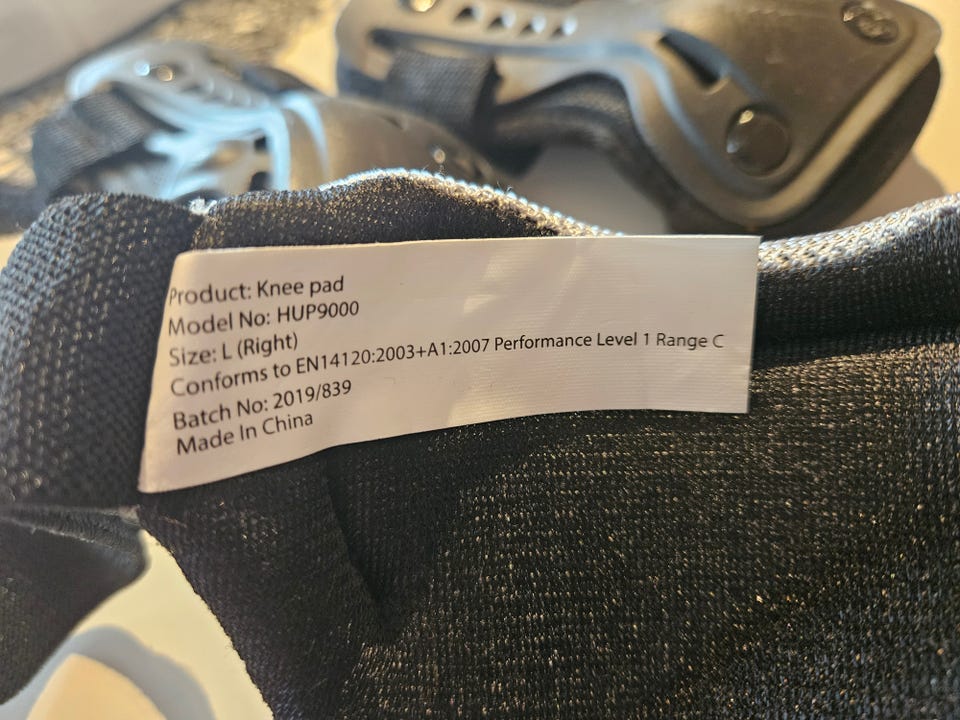 Product: Knee pad
Model No: HUP9000
Size: L (Right)
Conforms to EN14120:2003+A1:2007 Performance Level 1 Range C
Batch No: 2019/839
Made In China